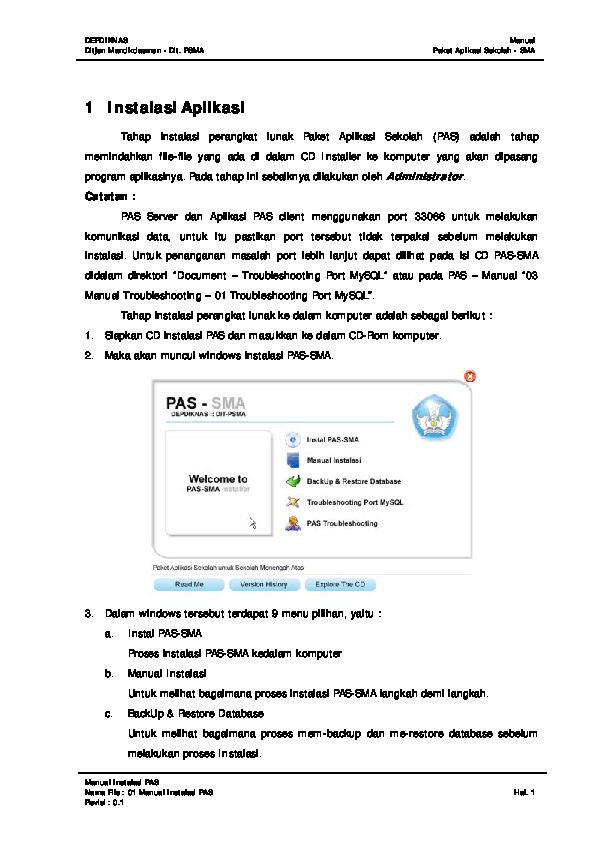 DEPDIKNAS
Manual
Ditjen Mandikdasmen - Dit. PSMA
Paket Aplikasi Sekolah - SMA
1 Instalasi Aplikasi
Tahap instalasi perangkat lunak Paket Aplikasi Sekolah (PAS) adalah tahap
memindahkan file-file yang ada di dalam CD Installer ke komputer yang akan dipasang
program aplikasinya. Pada tahap ini sebaiknya dilakukan oleh Administrator.
Catatan :
PAS Server dan Aplikasi PAS client menggunakan port 33066 untuk melakukan
komunikasi data, untuk itu pastikan port tersebut tidak terpakai sebelum melakukan
instalasi. Untuk penanganan masalah port lebih lanjut dapat dilihat pada isi CD PAS-SMA
didalam direktori “Document – Troubleshooting Port MySQL” atau pada PAS – Manual “03
Manual Troubleshooting – 01 Troubleshooting Port MySQL”.
Tahap instalasi perangkat lunak ke dalam komputer adalah sebagai berikut :
1. Siapkan CD instalasi PAS dan masukkan ke dalam CD-Rom komputer.
2. Maka akan muncul windows instalasi PAS-SMA.
PAS - SMA
DEPDIKNAS :: DIT-PSMA
Instal PAS-SMA
Manual Instalasi
BackUp & Restore Database
Troubleshooting Port MySQL
PAS Troubleshooting
Welcome to
PAS-SMA Installer
Paket Aplikasi Sekolah untuk Sekolah Menengah Atas
Read Me
Version History
Explore The CD
3. Dalam windows tersebut terdapat 9 menu pilihan, yaitu :
a. Instal PAS-SMA
Proses instalasi PAS-SMA kedalam komputer
b. Manual Instalasi
Untuk melihat bagaimana proses instalasi PAS-SMA langkah demi langkah.
c. BackUp & Restore Database
Untuk melihat bagaimana proses mem-backup dan me-restore database sebelum
melakukan proses instalasi.
Manual Instalasi PAS
Nama File : 01 Manual Instalasi PAS
Hal. 1
Revisi : 0.1